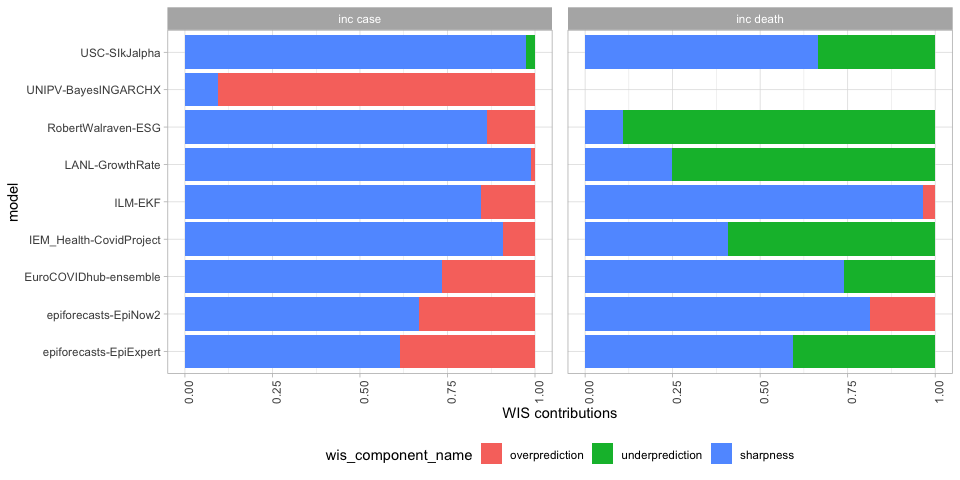 inc case
inc death
model
USC-SIkJalpha
UNIPV-BayesINGARCHX
RobertWalraven-ESG
LANL-GrowthRate
ILM-EKF
IEM_Health-CovidProject
EuroCOVIDhub-ensemble
epiforecasts-EpiNow2
epiforecasts-EpiExpert
0.00 0.25 0.50 0.75 1.00
0.00 0.25 0.50 0.75 1.00
WIS contributions
wis_component_name overprediction underprediction sharpness